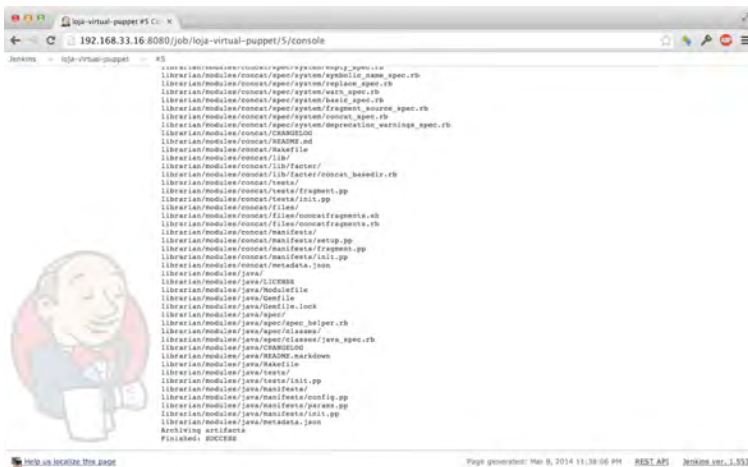 loja-virtual-puppet #5 Co
192.168.33.16:8080/job/loja-virtual-puppet/5/console
Jenkins loja-virtual-puppet #5
librarian/modules/concat/spec/system/empty_spec.rb
librarian/modules/concat/spec/system/symbolic_name_spec.rb
librarian/modules/concat/spec/system/replace_spec.rb
librarian/modules/concat/spec/system/warn_spec.rb
librarian/modules/concat/spec/system/basic_spec.rb
librarian/modules/concat/spec/system/fragment_source_spec.rb
librarian/modules/concat/spec/system/concat_spec.rb
librarian/modules/concat/spec/system/deprecation_warnings_spec.rb
librarian/modules/concat/CHANGELOG
librarian/modules/concat/README.md
librarian/modules/concat/Rakefile
librarian/modules/concat/lib/
librarian/modules/concat/lib/facter/
librarian/modules/concat/lib/facter/concat_basedir.rb
librarian/modules/concat/tests/
librarian/modules/concat/tests/fragment.pp
librarian/modules/concat/tests/init.pp
librarian/modules/concat/files/
librarian/modules/concat/files/concatfragments.sh
librarian/modules/concat/files/concatfragments.rb
librarian/modules/concat/manifests/
librarian/modules/concat/manifests/setup.pp
librarian/modules/concat/manifests/fragment.pp
librarian/modules/concat/manifests/init.pp
librarian/modules/concat/metadata.json
librarian/modules/java/
librarian/modules/java/LICENSE
librarian/modules/java/Modulefile
librarian/modules/java/Gemfile
librarian/modules/java/Gemfile.lock
librarian/modules/java/spec/
librarian/modules/java/spec/spec_helper.rb
librarian/modules/java/spec/classes/
librarian/modules/java/spec/classes/java_spec.rb
librarian/modules/java/CHANGELOG
librarian/modules/java/README.markdown
librarian/modules/java/Rakefile
librarian/modules/java/tests/
librarian/modules/java/tests/init.pp
librarian/modules/java/manifests/
librarian/modules/java/manifests/config.pp
librarian/modules/java/manifests/params.pp
librarian/modules/java/manifests/init.pp
librarian/modules/java/metadata.json
Archiving artifacts
Finished: SUCCESS
Help us localize this page Page generated: Mar 9, 2014 11:38:06 PM REST API Jenkins ver. 1.553